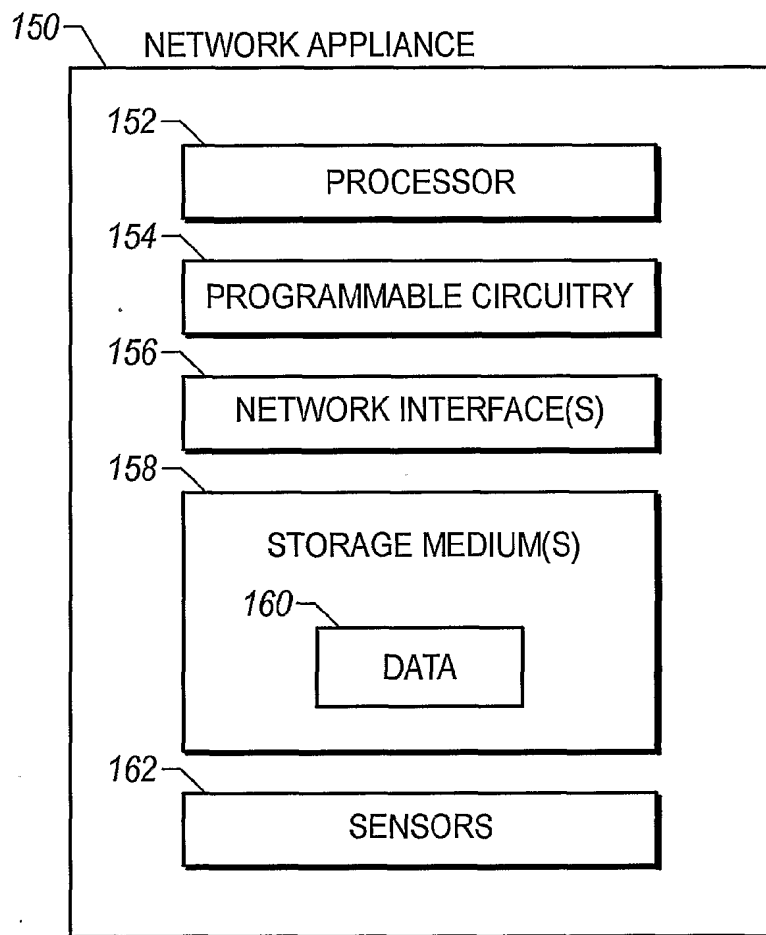 150
NETWORK APPLIANCE
152
PROCESSOR
154
PROGRAMMABLE CIRCUITRY
156
NETWORK INTERFACE(S)
158
STORAGE MEDIUM(S)
160
DATA
162
SENSORS